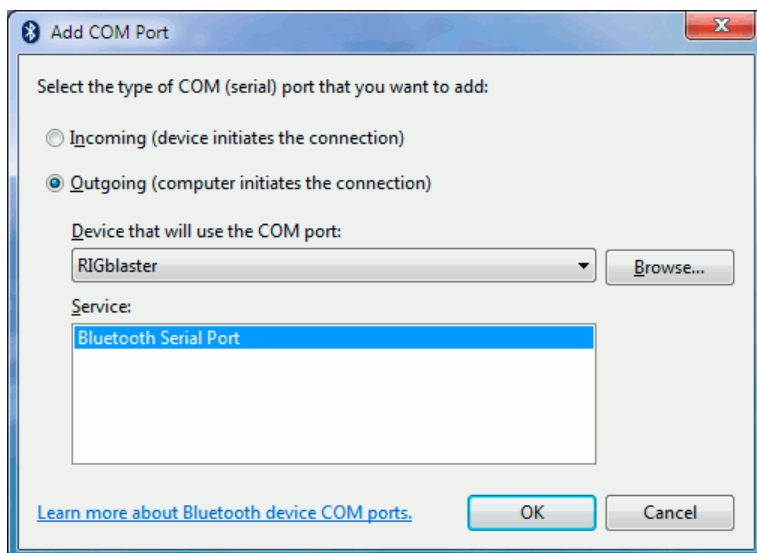 Add COM Port
Select the type of COM (serial) port that you want to add:
Incoming (device initiates the connection)
Outgoing (computer initiates the connection)
Device that will use the COM port:
RIGblaster
Browse...
Service:
Bluetooth Serial Port
Learn more about Bluetooth device COM ports.
OK
Cancel